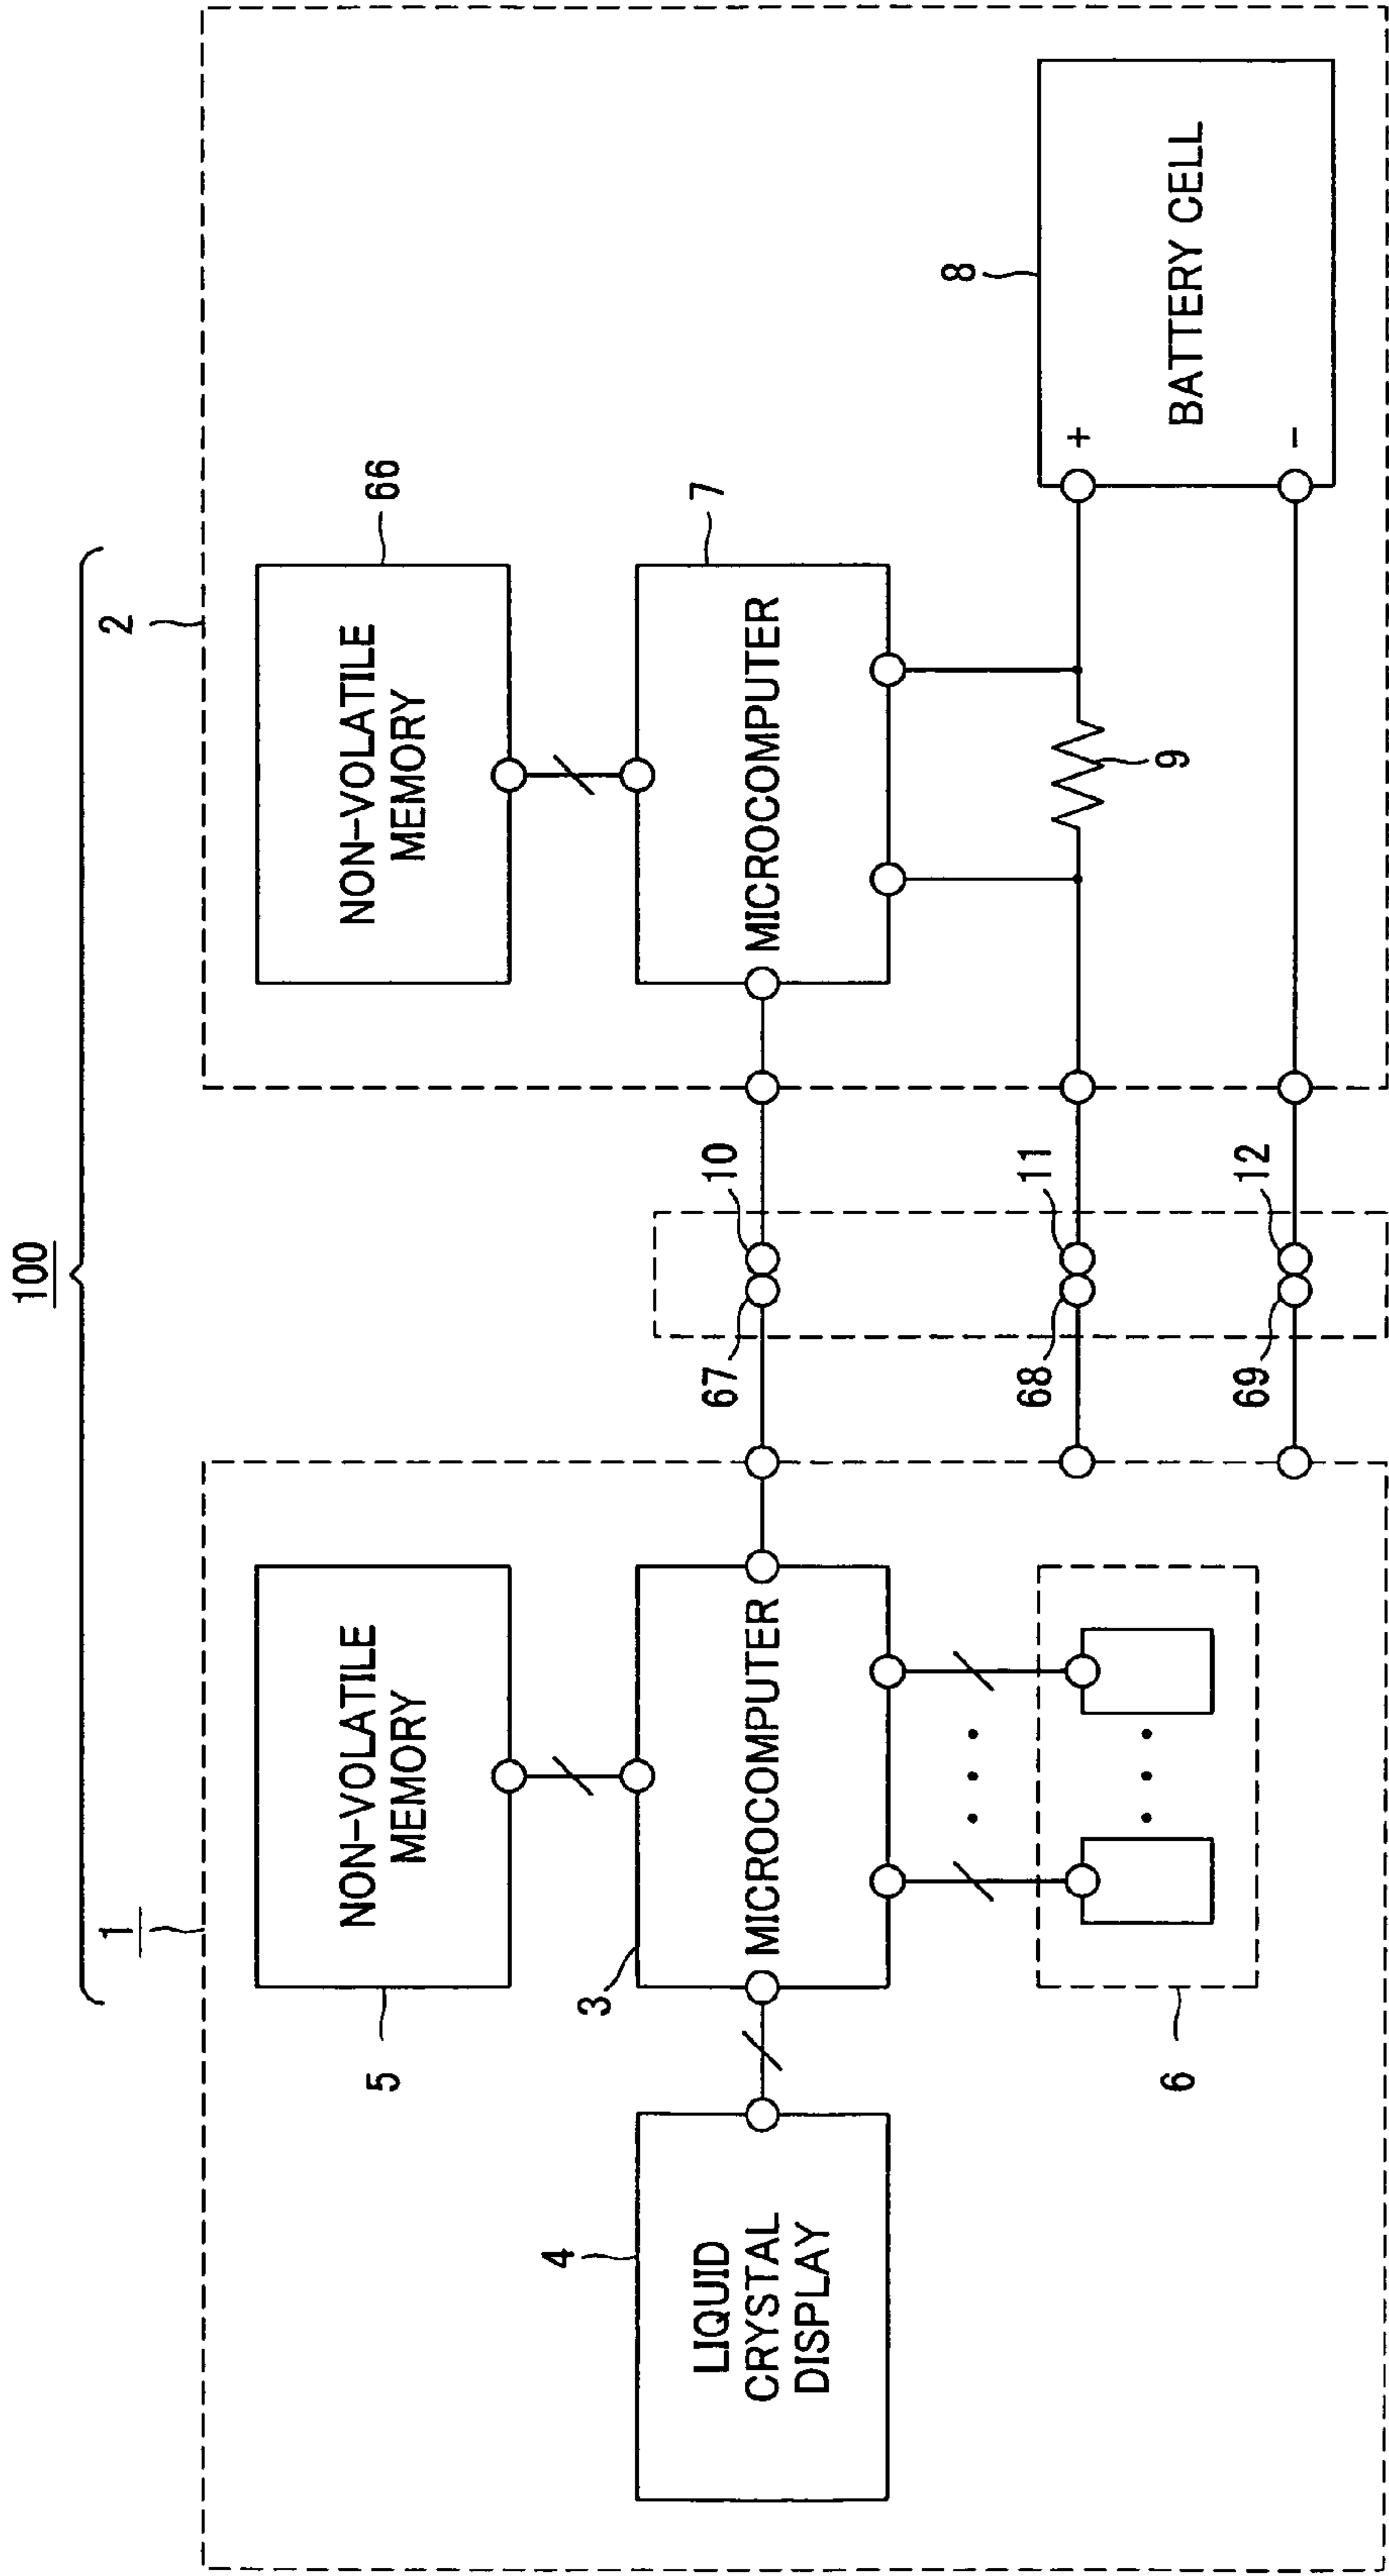 100
1
2
5
NON-VOLATILE
MEMORY
NON-VOLATILE
MEMORY
66
4
LIQUID
CRYSTAL
DISPLAY
3
MICROCOMPUTER
67
10
MICROCOMPUTER
7
6
68
11
9
8
+
BATTERY CELL
-
69
12